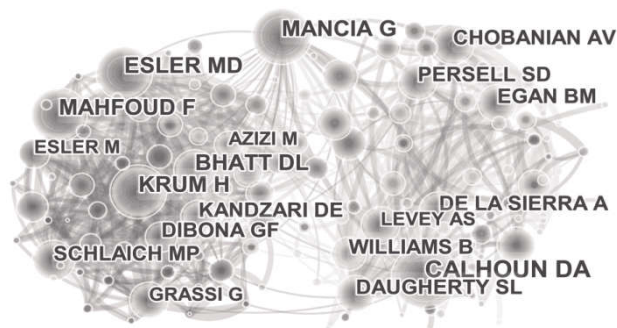 MANCIA G
CHOBANIAN AV
ESLER MD
PERSELL SD
EGAN BM
MAHFOUD F
AZIZI M
ESLER M
BHATT DL
KRUM H
DE LA SIERRA A
KANDZARI DE
LEVEY AS
DIBONA GF
WILLIAMS B
SCHLAICH MP
CALHOUN DA
DAUGHERTY SL
GRASSI G